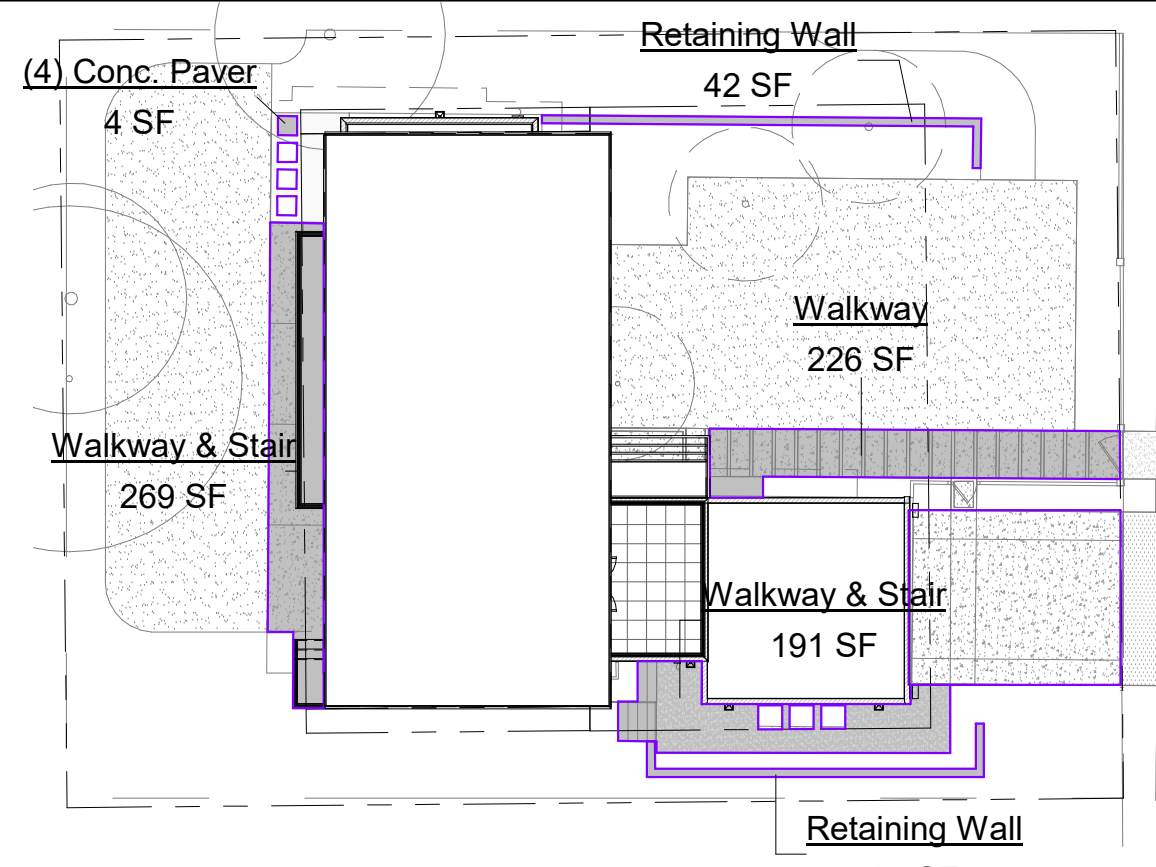 Retaining Wall
42 SF
(4) Conc. Paver
4 SF
Walkway
226 SF
Walkway & Stair
269 SF
Walkway & Stair
191 SF
Retaining Wall